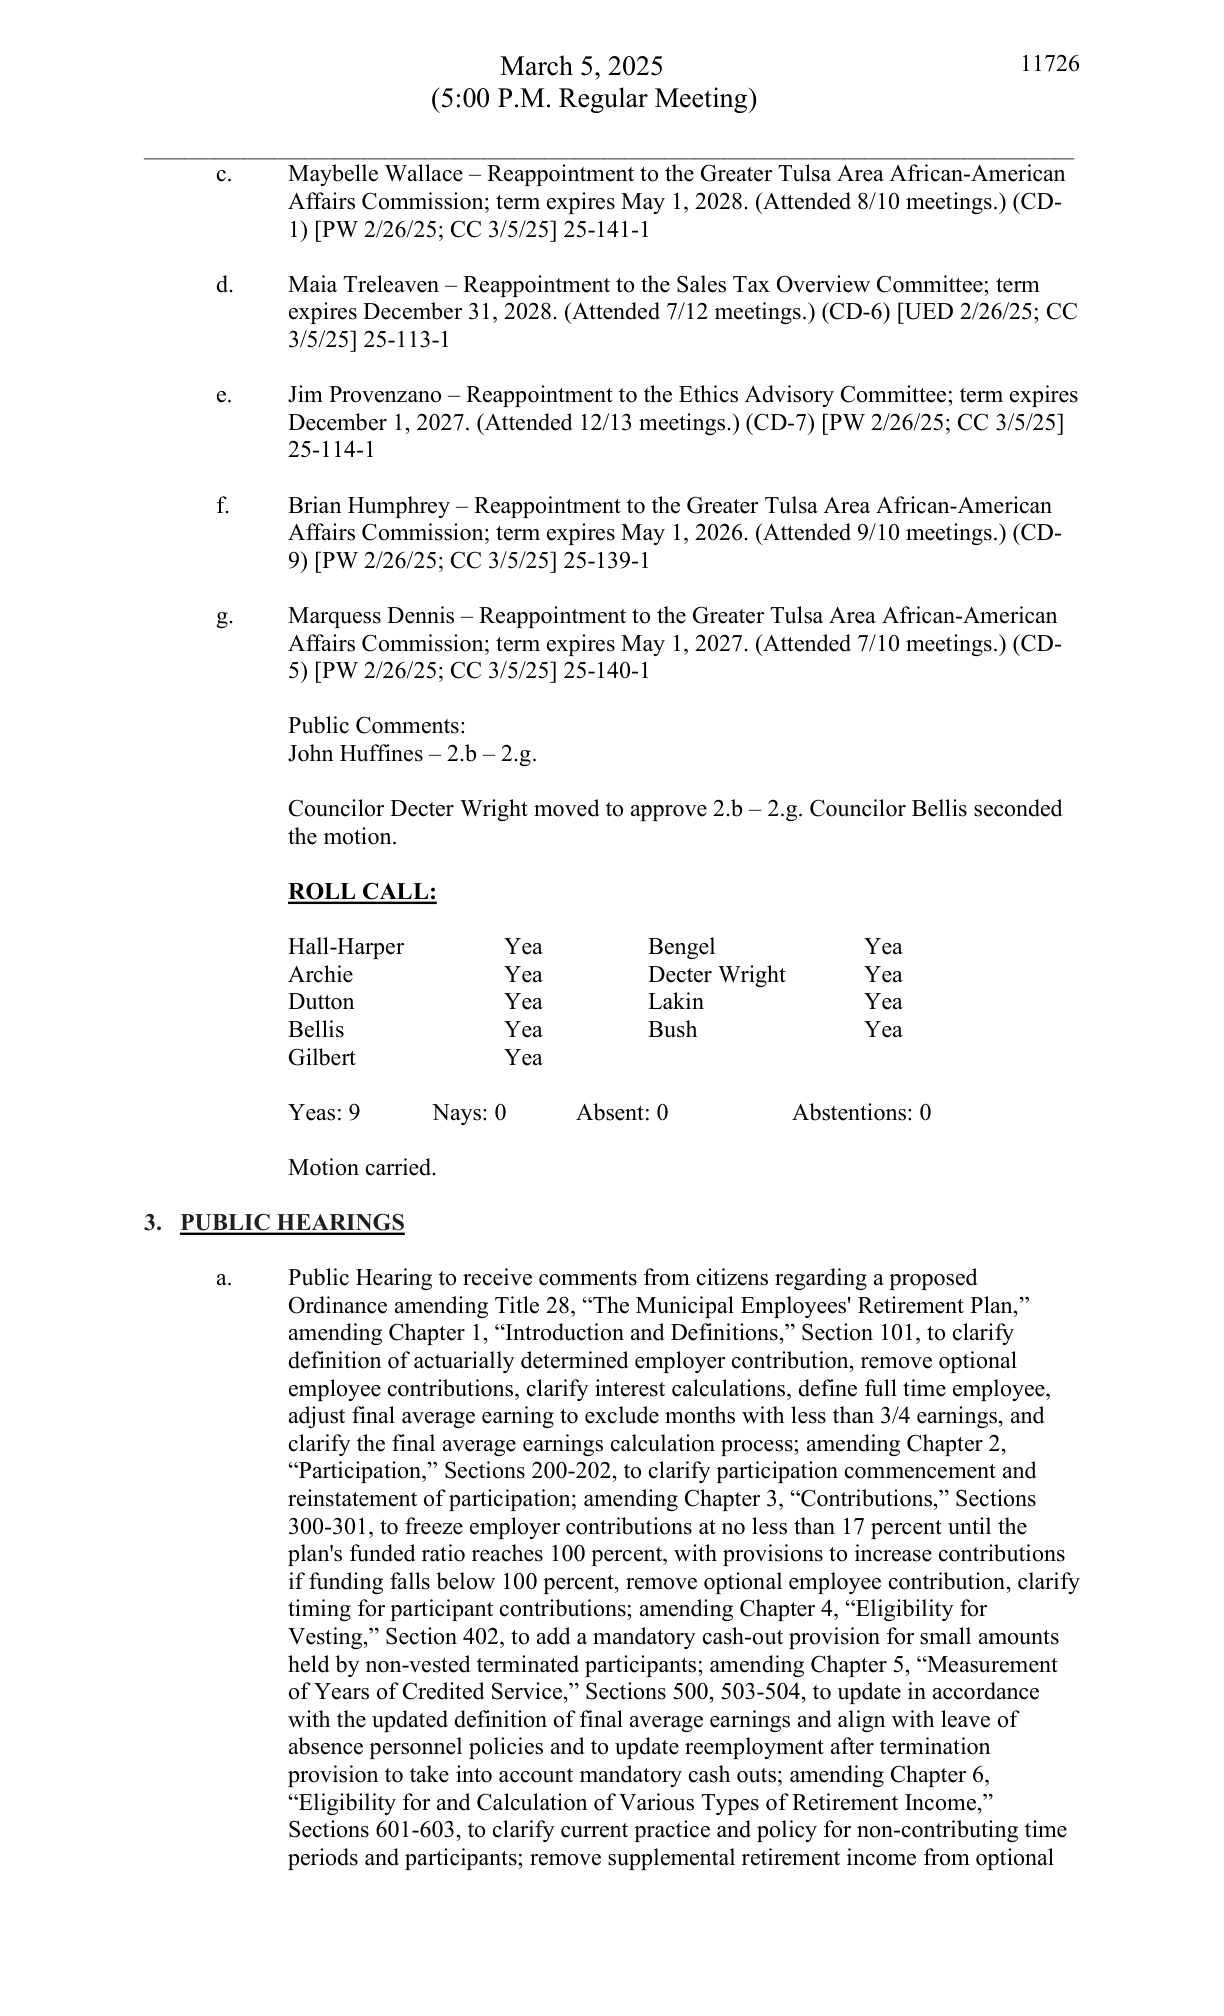 March 5, 2025
11726
(5:00 P.M. Regular Meeting)
c. Maybelle Wallace – Reappointment to the Greater Tulsa Area African-American
Affairs Commission; term expires May 1, 2028. (Attended 8/10 meetings.) (CD-
1) [PW 2/26/25; CC 3/5/25] 25-141-1
d. Maia Treleaven – Reappointment to the Sales Tax Overview Committee; term
expires December 31, 2028. (Attended 7/12 meetings.) (CD-6) [UED 2/26/25; CC
3/5/25] 25-113-1
e. Jim Provenzano – Reappointment to the Ethics Advisory Committee; term expires
December 1, 2027. (Attended 12/13 meetings.) (CD-7) [PW 2/26/25; CC 3/5/25]
25-114-1
f. Brian Humphrey – Reappointment to the Greater Tulsa Area African-American
Affairs Commission; term expires May 1, 2026. (Attended 9/10 meetings.) (CD-
9) [PW 2/26/25; CC 3/5/25] 25-139-1
g. Marquess Dennis – Reappointment to the Greater Tulsa Area African-American
Affairs Commission; term expires May 1, 2027. (Attended 7/10 meetings.) (CD-
5) [PW 2/26/25; CC 3/5/25] 25-140-1
Public Comments:
John Huffines – 2.b – 2.g.
Councilor Decter Wright moved to approve 2.b – 2.g. Councilor Bellis seconded
the motion.
ROLL CALL:
Hall-Harper Yea Bengel Yea
Archie Yea Decter Wright Yea
Dutton Yea Lakin Yea
Bellis Yea Bush Yea
Gilbert Yea
Yeas: 9 Nays: 0 Absent: 0 Abstentions: 0
Motion carried.
3. PUBLIC HEARINGS
a. Public Hearing to receive comments from citizens regarding a proposed
Ordinance amending Title 28, “The Municipal Employees' Retirement Plan,”
amending Chapter 1, “Introduction and Definitions,” Section 101, to clarify
definition of actuarially determined employer contribution, remove optional
employee contributions, clarify interest calculations, define full time employee,
adjust final average earning to exclude months with less than 3/4 earnings, and
clarify the final average earnings calculation process; amending Chapter 2,
“Participation,” Sections 200-202, to clarify participation commencement and
reinstatement of participation; amending Chapter 3, “Contributions,” Sections
300-301, to freeze employer contributions at no less than 17 percent until the
plan's funded ratio reaches 100 percent, with provisions to increase contributions
if funding falls below 100 percent, remove optional employee contribution, clarify
timing for participant contributions; amending Chapter 4, “Eligibility for
Vesting,” Section 402, to add a mandatory cash-out provision for small amounts
held by non-vested terminated participants; amending Chapter 5, “Measurement
of Years of Credited Service,” Sections 500, 503-504, to update in accordance
with the updated definition of final average earnings and align with leave of
absence personnel policies and to update reemployment after termination
provision to take into account mandatory cash outs; amending Chapter 6,
“Eligibility for and Calculation of Various Types of Retirement Income,”
Sections 601-603, to clarify current practice and policy for non-contributing time
periods and participants; remove supplemental retirement income from optional